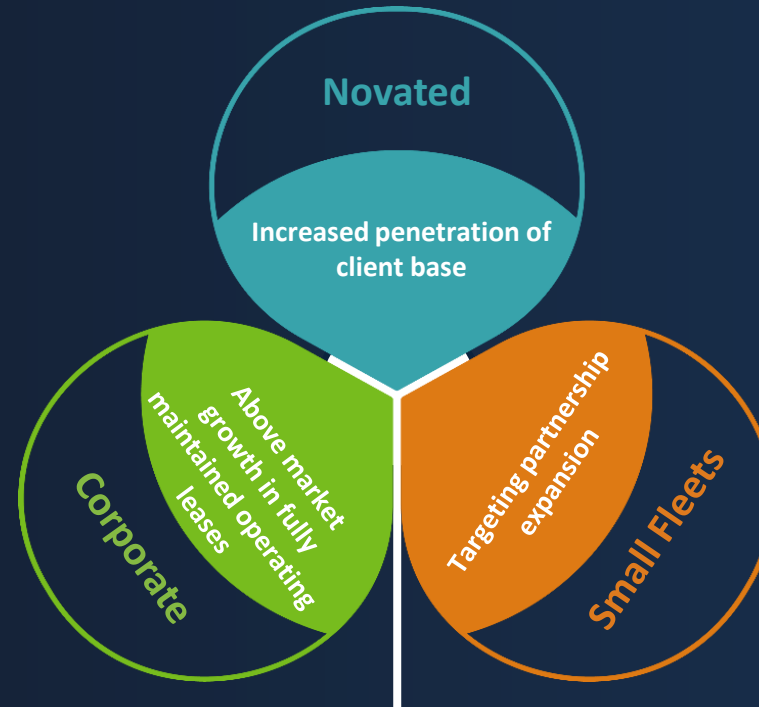 Novated
Increased penetration of
client base
Corporate
Above market
growth in fully
maintained operating
leases
Targeting partnership
expansion
Small Fleets